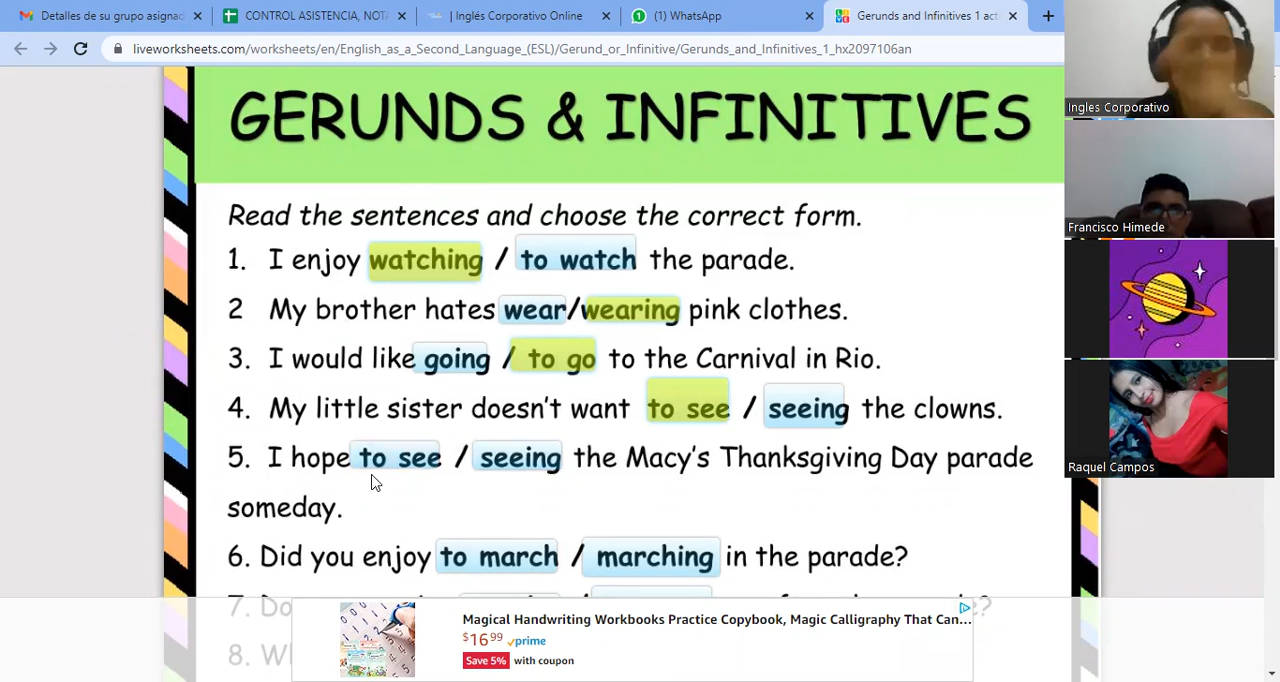 Detalles de su grupo asignad
CONTROL ASISTENCIA, NOTA
| Inglés Corporativo Online
(1) WhatsApp
Gerunds and Infinitives 1 act
liveworksheets.com/worksheets/en/English_as_a_Second_Language_(ESL)/Gerund_or_Infinitive/Gerunds_and_Infinitives_1_hx2097106an
Ingles Corporativo
Francisco Himede
Raquel Campos
GERUNDS & INFINITIVES
Read the sentences and choose the correct form.
1. I enjoy watching / to watch the parade.
2 My brother hates wear/wearing pink clothes.
3. I would like going / to go to the Carnival in Rio.
4. My little sister doesn't want to see / seeing the clowns.
5. I hope to see / seeing the Macy's Thanksgiving Day parade
someday.
6. Did you enjoy to march / marching in the parade?
7. Do
8. W
Magical Handwriting Workbooks Practice Copybook, Magic Calligraphy That Can...
$16 99 prime
Save 5% with coupon